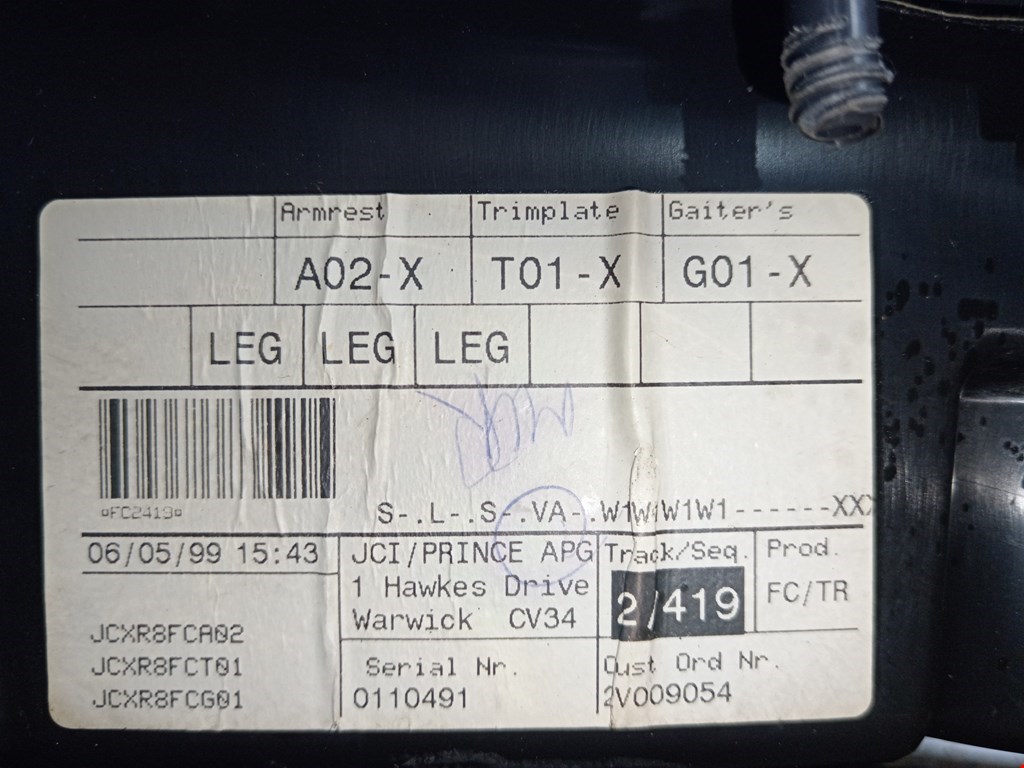 Armrest Trimplate Gaiter's
A02-X T01-X G01-X
LEG LEG LEG
¤FC2419¤
S-.L-.S-.VA-.W1W1W1W1------XXX
06/05/99 15:43
JCXR8FCA02
JCXR8FCT01
JCXR8FCG01
JCI/PRINCE APG
1 Hawkes Drive
Warwick CV34
Serial Nr.
0110491
Track/Seq.
2/419
Prod.
FC/TR
Cust Ord Nr.
2V009054